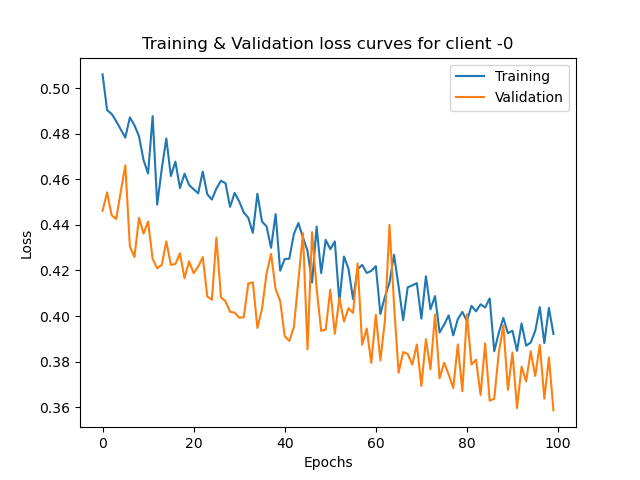 Training & Validation loss curves for client -0
Training
Validation
Loss
0.50
0.48
0.46
0.44
0.42
0.40
0.38
0.36
0 20 40 60 80 100
Epochs